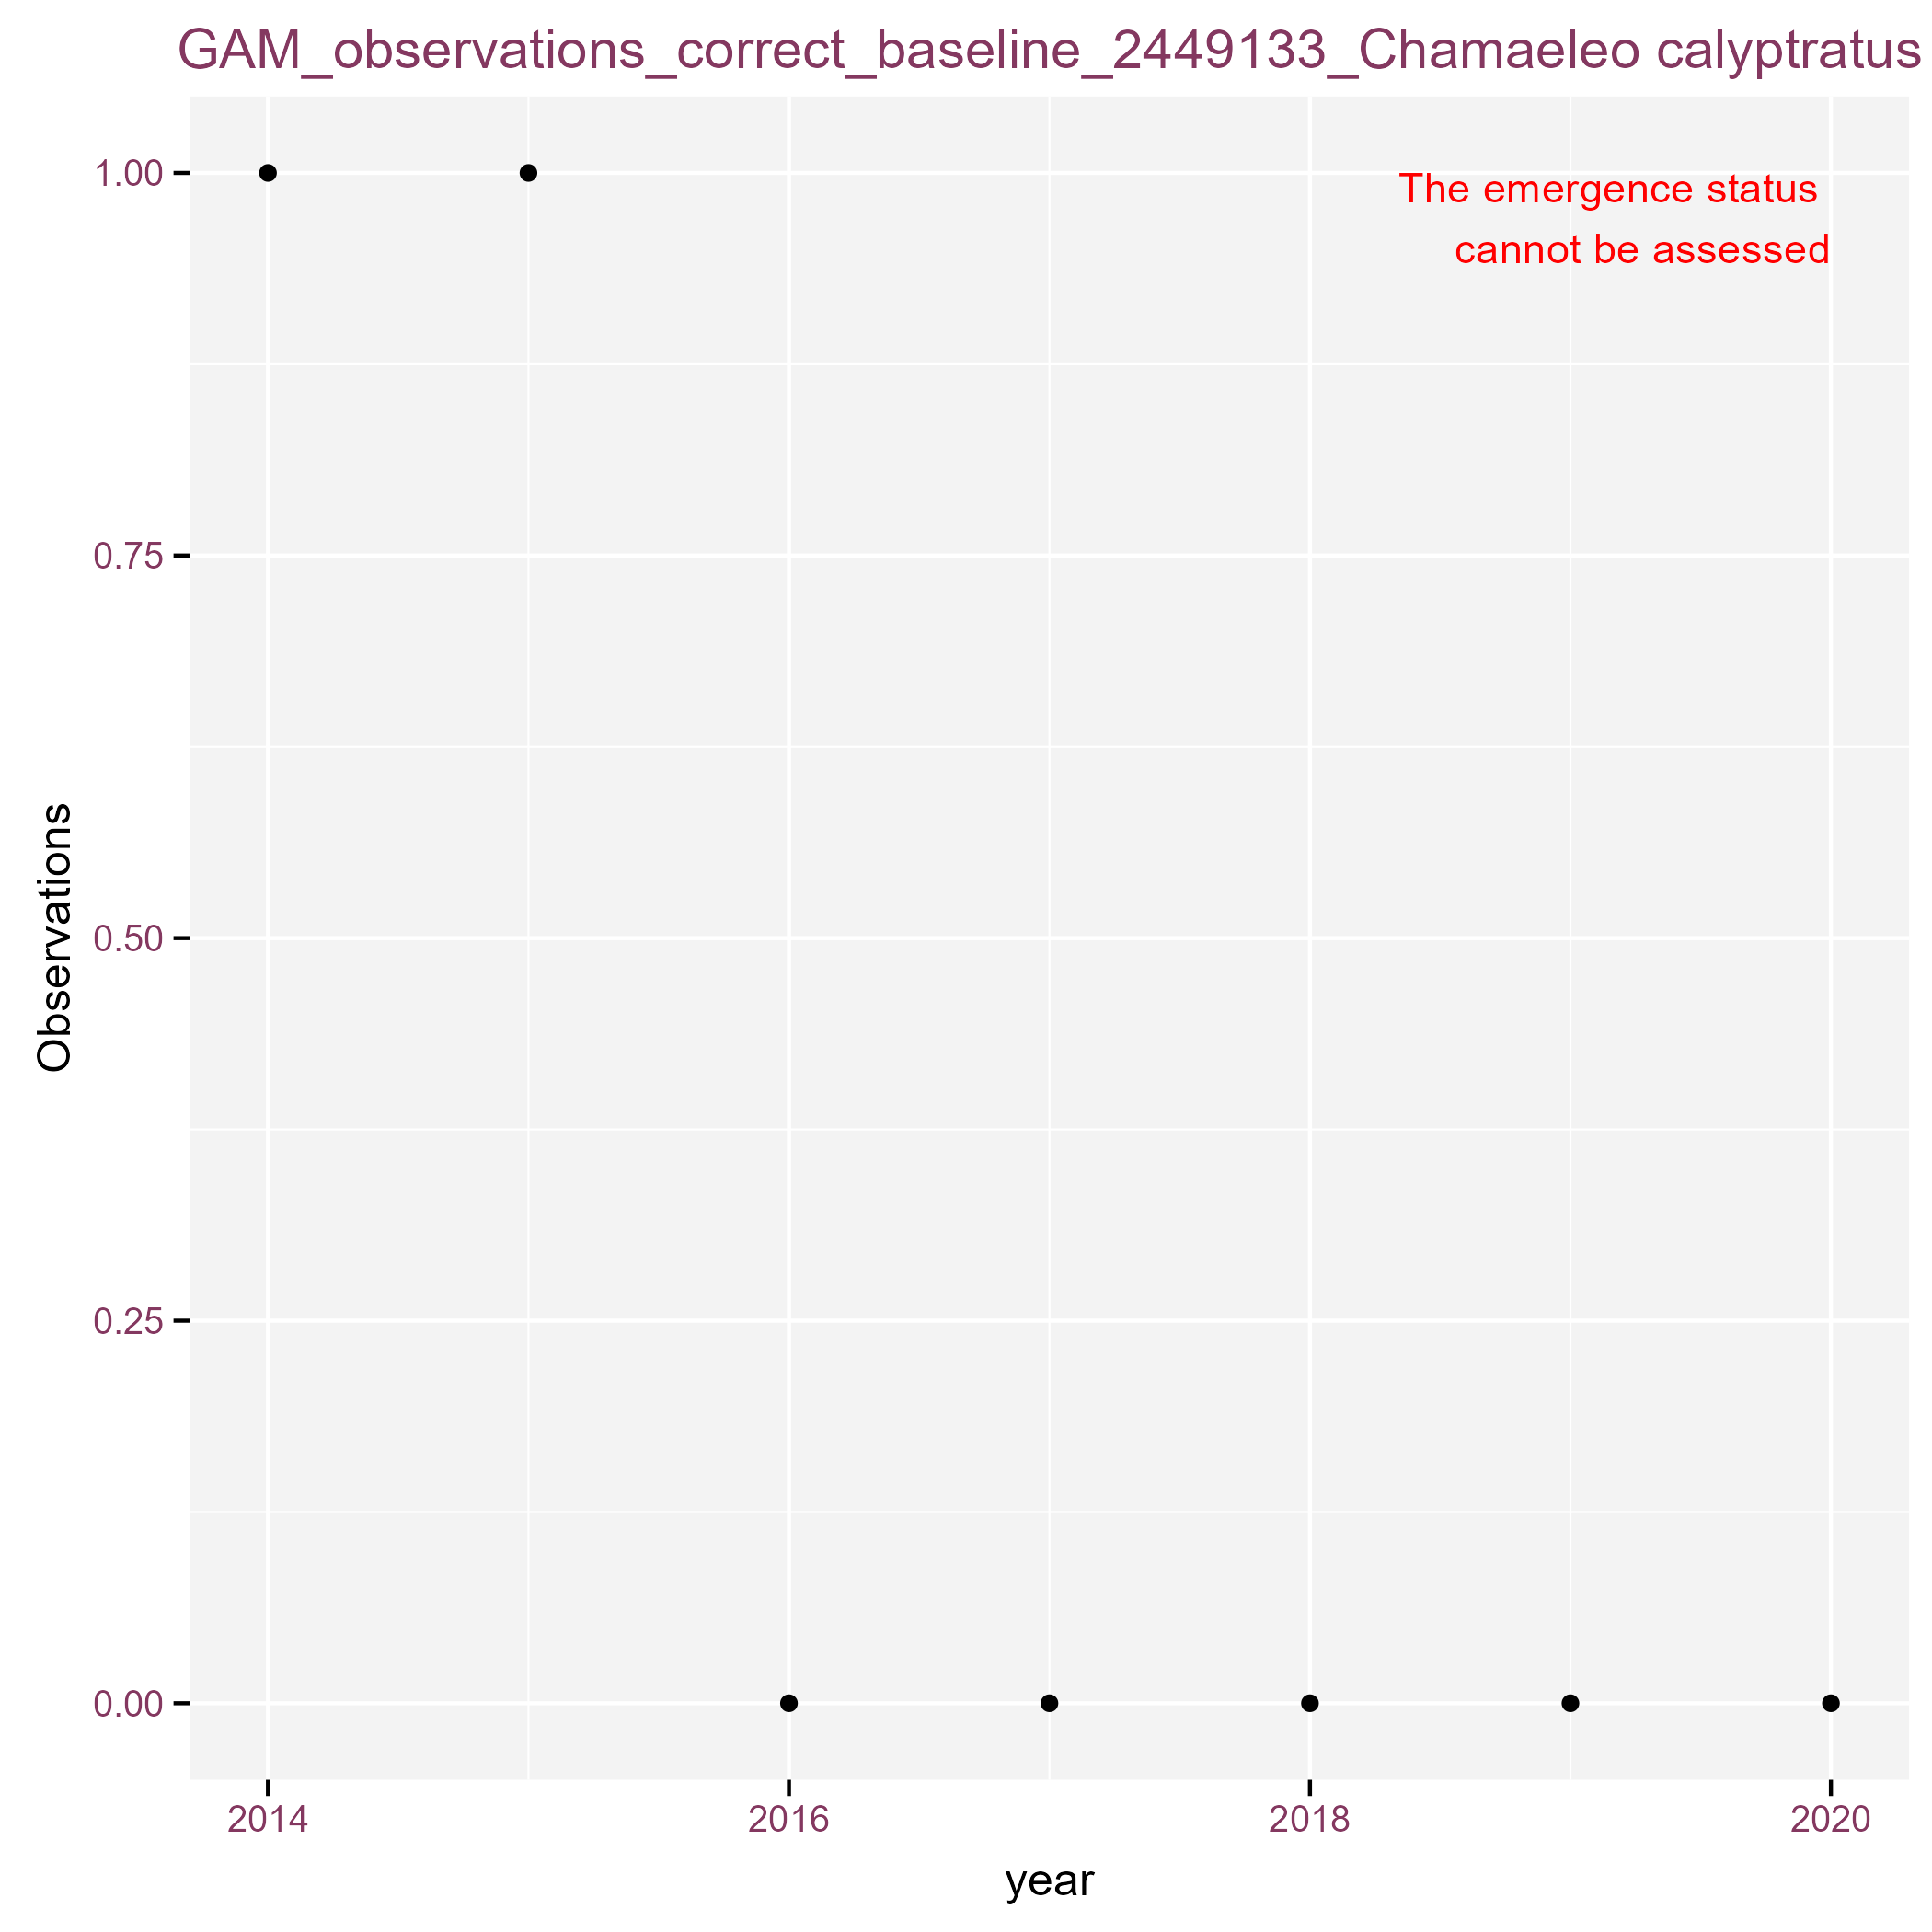 GAM_observations_correct_baseline_2449133_Chamaeleo calyptratus
The emergence status
cannot be assessed
1.00
0.75
0.50
0.25
0.00
Observations
2014
2016
2018
2020
year